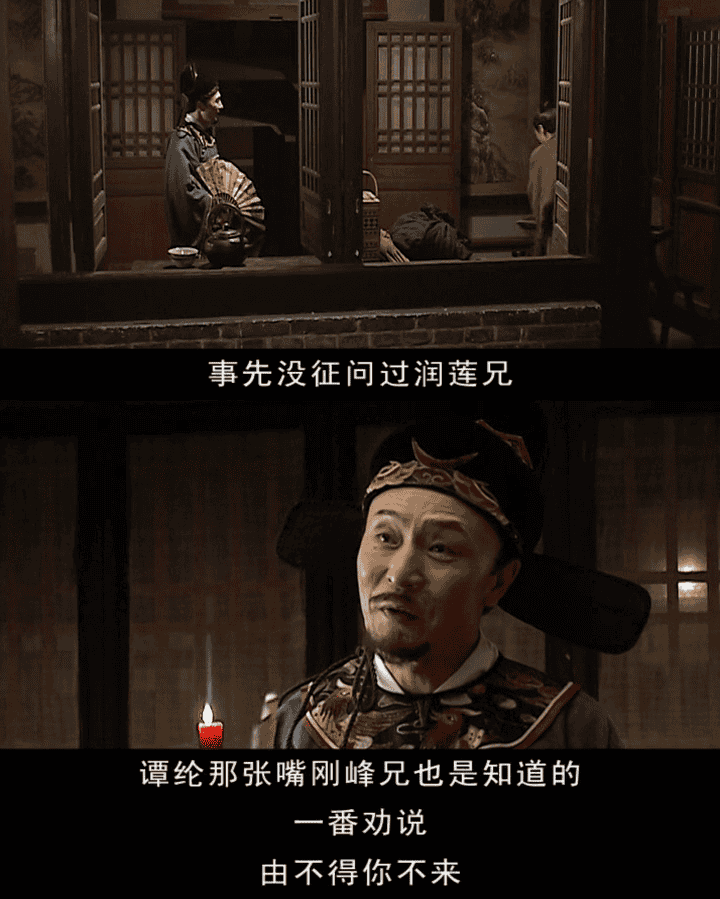 事先没征问过润莲兄
谭纶那张嘴刚峰兄也是知道的
一番劝说
由不得你不来